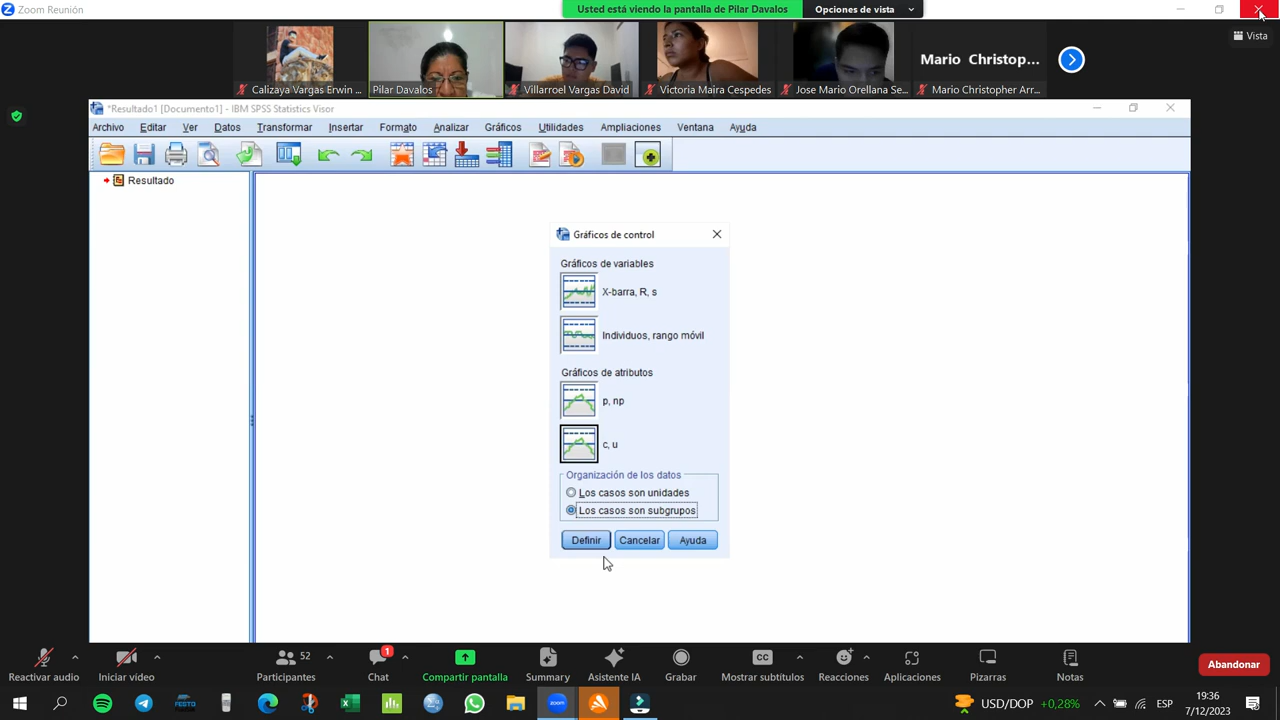 Zoom Reunión
Usted está viendo la pantalla de Pilar Davalos
Opciones de vista
Vista
Calizaya Vargas Erwin ...
Pilar Davalos
Villarroel Vargas David
Victoria Maira Cespedes
Jose Mario Orellana Se...
Mario Christop...
Mario Christopher Arr...
*Resultado1 [Documento1] - IBM SPSS Statistics Visor
Archivo Editar Ver Datos Transformar Insertar Formato Analizar Gráficos Utilidades Ampliaciones Ventana Ayuda
Resultado
Gráficos de control
Gráficos de variables
X-barra, R, s
Individuos, rango móvil
Gráficos de atributos
p, np
c, u
Organización de los datos
Los casos son unidades
Los casos son subgrupos
Definir Cancelar Ayuda
52
1
CC
Reactivar audio
Iniciar video
Participantes
Chat
Compartir pantalla
Summary
Asistente IA
Grabar
Mostrar subtítulos
Reacciones
Aplicaciones
Pizarras
Notas
Abandonar
FESTO
zoom
USD/DOP +0,28%
ESP
19:36
7/12/2023